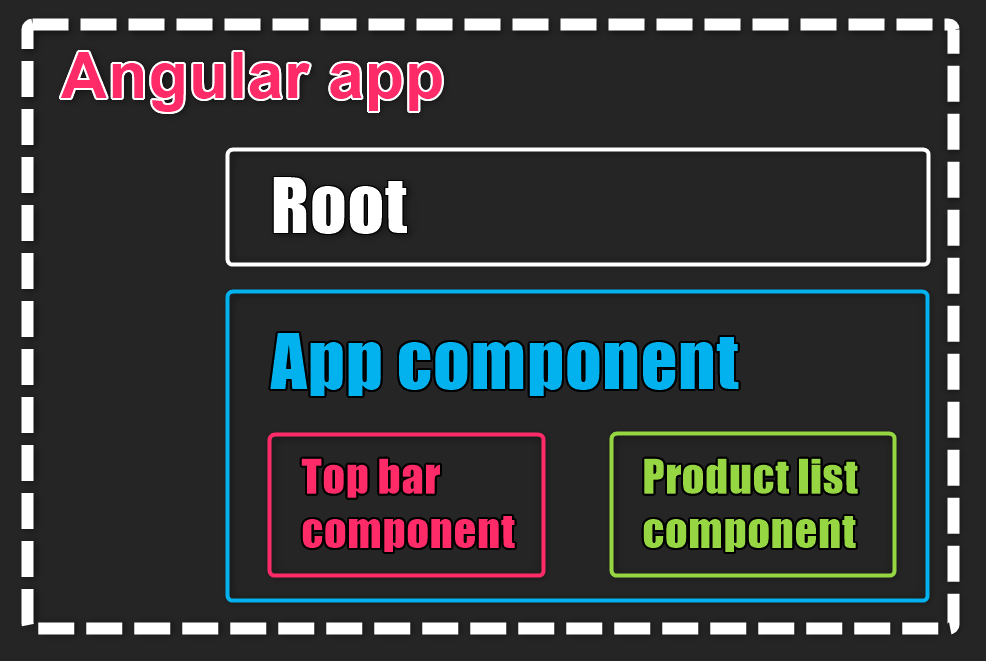 Angular app
Root
App component
Top bar
component
Product list
component